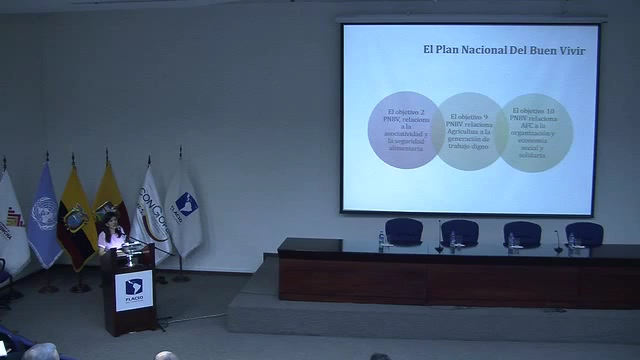 El Plan Nacional Del Buen Vivir
El objetivo 2
PNBV, relaciona
a la
asociatividad y
la seguridad
alimentaria
El objetivo 9
PNBV, relaciona
Agricultura a la
generación de
trabajo digno
El objetivo 10
PNBV relaciona
AFC a la
organización y
economía
social y
solidaria
FLACSO
FLACSO